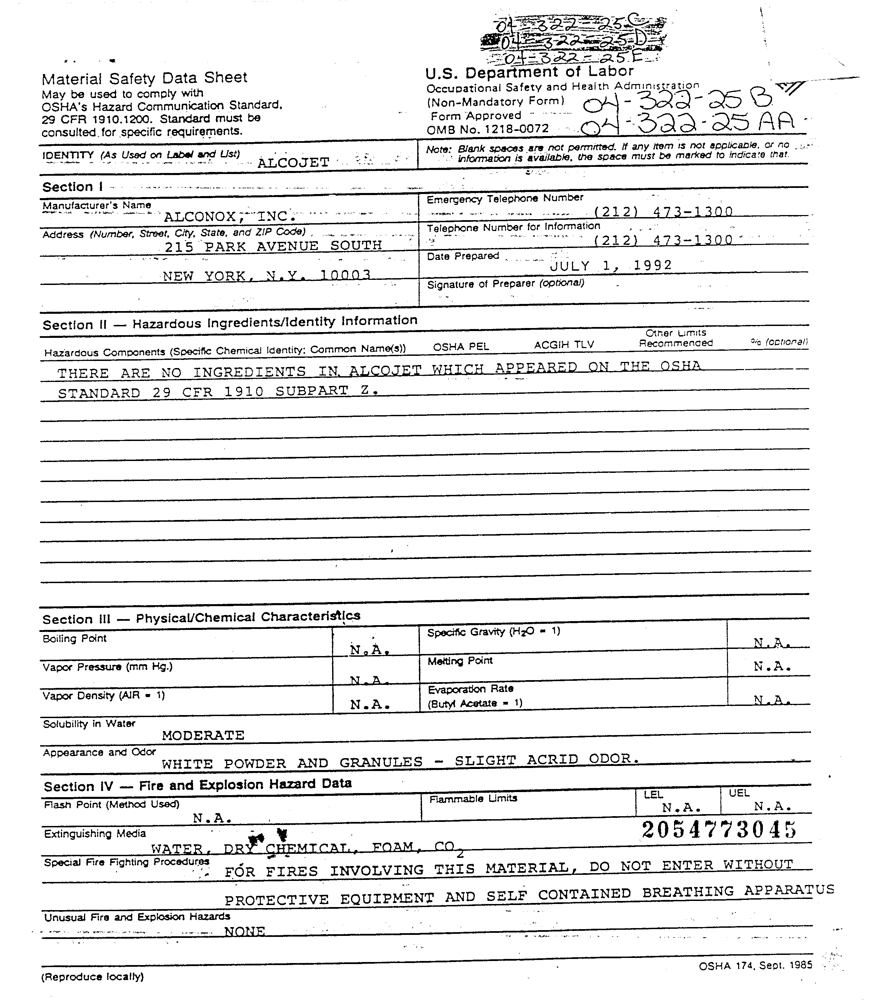 04-322-25C
04-322-25D
04-322-25E
Material Safety Data Sheet
May be used to comply with
OSHA's Hazard Communication Standard,
29 CFR 1910.1200. Standard must be
consulted for specific requirements.
U.S. Department of Labor
Occupational Safety and Health Administration
(Non-Mandatory Form)
Form Approved
OMB No. 1218-0072
04-322-25 B
04-322-25 AA
IDENTITY (As Used on Label and List)
ALCOJET
Note: Blank spaces are not permitted. If any item is not applicable, or no
information is available, the space must be marked to indicate that.
Section I
Manufacturer's Name
ALCONOX, INC.
Emergency Telephone Number
(212) 473-1300
Address (Number, Street, City, State, and ZIP Code)
215 PARK AVENUE SOUTH
Telephone Number for Information
(212) 473-1300
NEW YORK, N.Y. 10003
Date Prepared
JULY 1, 1992
Signature of Preparer (optional)
Section II — Hazardous Ingredients/Identity Information
Hazardous Components (Specific Chemical Identity; Common Name(s)) OSHA PEL ACGIH TLV Other Limits Recommended % (optional)
THERE ARE NO INGREDIENTS IN ALCOJET WHICH APPEARED ON THE OSHA
STANDARD 29 CFR 1910 SUBPART Z.
Section III — Physical/Chemical Characteristics
Boiling Point N.A. Specific Gravity (H2O = 1) N.A.
Vapor Pressure (mm Hg.) N.A. Melting Point N.A.
Vapor Density (AIR = 1) N.A. Evaporation Rate (Butyl Acetate = 1) N.A.
Solubility in Water
MODERATE
Appearance and Odor
WHITE POWDER AND GRANULES - SLIGHT ACRID ODOR.
Section IV — Fire and Explosion Hazard Data
Flash Point (Method Used) N.A. Flammable Limits LEL N.A. UEL N.A.
Extinguishing Media
WATER, DRY CHEMICAL, FOAM, CO2
2054773045
Special Fire Fighting Procedures
FOR FIRES INVOLVING THIS MATERIAL, DO NOT ENTER WITHOUT
PROTECTIVE EQUIPMENT AND SELF CONTAINED BREATHING APPARATUS
Unusual Fire and Explosion Hazards
NONE
(Reproduce locally)
OSHA 174, Sept. 1985